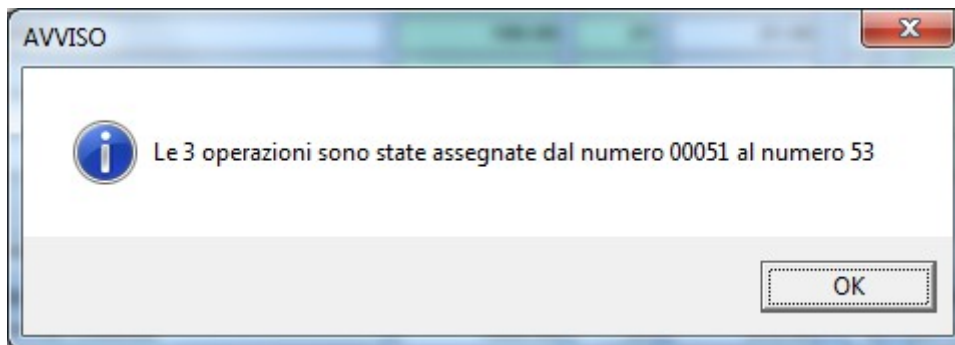 AVVISO
Le 3 operazioni sono state assegnate dal numero 00051 al numero 53
OK